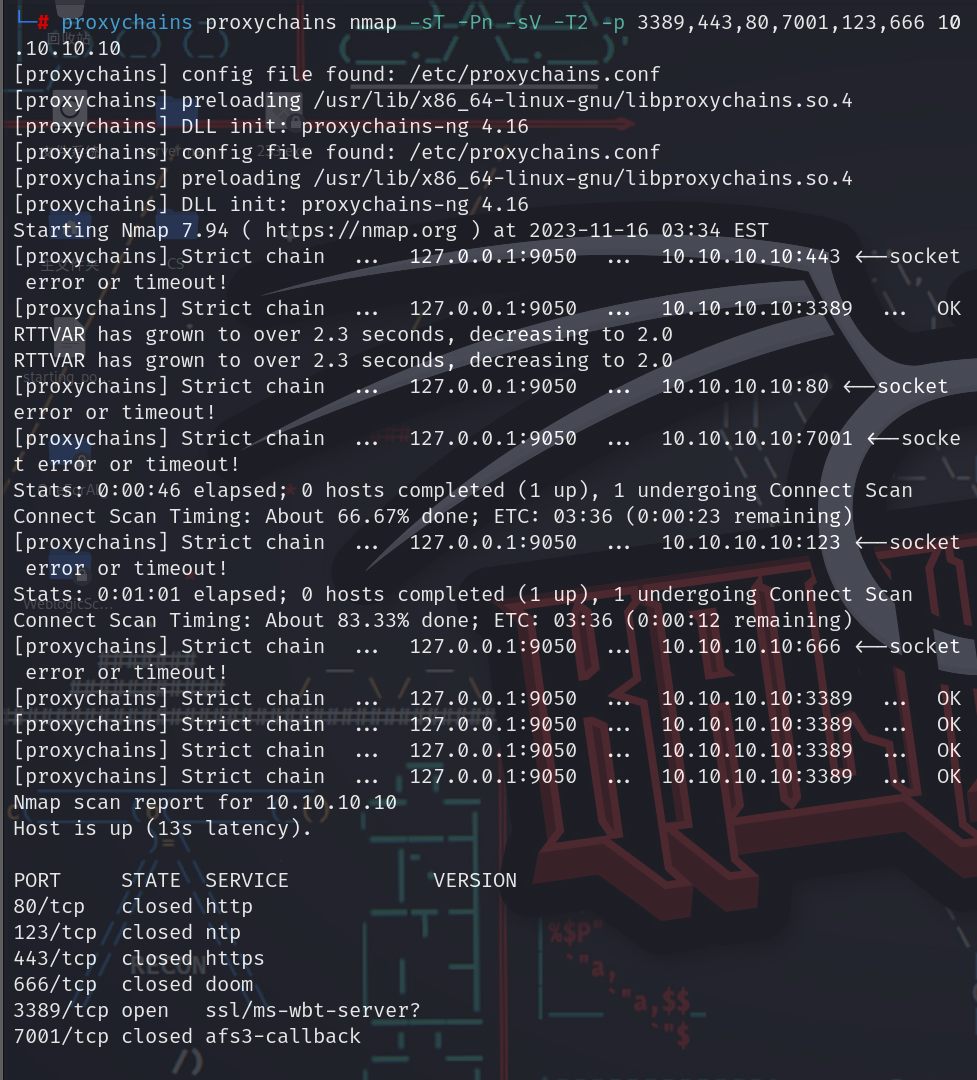 └─# proxychains proxychains nmap -sT -Pn -sV -T2 -p 3389,443,80,7001,123,666 10
.10.10.10
[proxychains] config file found: /etc/proxychains.conf
[proxychains] preloading /usr/lib/x86_64-linux-gnu/libproxychains.so.4
[proxychains] DLL init: proxychains-ng 4.16
[proxychains] config file found: /etc/proxychains.conf
[proxychains] preloading /usr/lib/x86_64-linux-gnu/libproxychains.so.4
[proxychains] DLL init: proxychains-ng 4.16
Starting Nmap 7.94 ( https://nmap.org ) at 2023-11-16 03:34 EST
[proxychains] Strict chain  ...  127.0.0.1:9050  ...  10.10.10.10:443 <--socket
 error or timeout!
[proxychains] Strict chain  ...  127.0.0.1:9050  ...  10.10.10.10:3389  ...  OK
RTTVAR has grown to over 2.3 seconds, decreasing to 2.0
RTTVAR has grown to over 2.3 seconds, decreasing to 2.0
[proxychains] Strict chain  ...  127.0.0.1:9050  ...  10.10.10.10:80 <--socket
error or timeout!
[proxychains] Strict chain  ...  127.0.0.1:9050  ...  10.10.10.10:7001 <--socke
t error or timeout!
Stats: 0:00:46 elapsed; 0 hosts completed (1 up), 1 undergoing Connect Scan
Connect Scan Timing: About 66.67% done; ETC: 03:36 (0:00:23 remaining)
[proxychains] Strict chain  ...  127.0.0.1:9050  ...  10.10.10.10:123 <--socket
 error or timeout!
Stats: 0:01:01 elapsed; 0 hosts completed (1 up), 1 undergoing Connect Scan
Connect Scan Timing: About 83.33% done; ETC: 03:36 (0:00:12 remaining)
[proxychains] Strict chain  ...  127.0.0.1:9050  ...  10.10.10.10:666 <--socket
 error or timeout!
[proxychains] Strict chain  ...  127.0.0.1:9050  ...  10.10.10.10:3389  ...  OK
[proxychains] Strict chain  ...  127.0.0.1:9050  ...  10.10.10.10:3389  ...  OK
[proxychains] Strict chain  ...  127.0.0.1:9050  ...  10.10.10.10:3389  ...  OK
[proxychains] Strict chain  ...  127.0.0.1:9050  ...  10.10.10.10:3389  ...  OK
Nmap scan report for 10.10.10.10
Host is up (13s latency).

PORT     STATE  SERVICE            VERSION
80/tcp   closed http
123/tcp  closed ntp
443/tcp  closed https
666/tcp  closed doom
3389/tcp open   ssl/ms-wbt-server?
7001/tcp closed afs3-callback
RECON